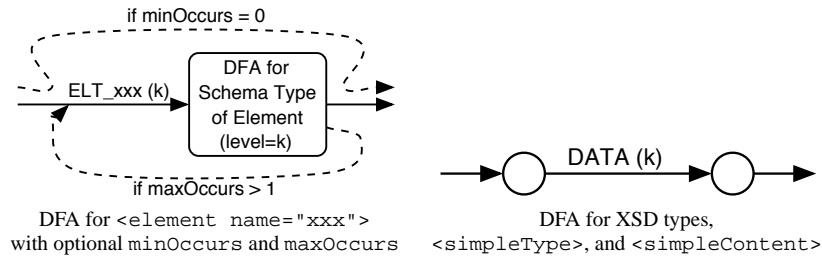 if minOccurs = 0
ELT_xxx (k)
DFA for
Schema Type
of Element
(level=k)
if maxOccurs > 1
DFA for <element name="xxx">
with optional minOccurs and maxOccurs
DATA (k)
DFA for XSD types,
<simpleType>, and <simpleContent>